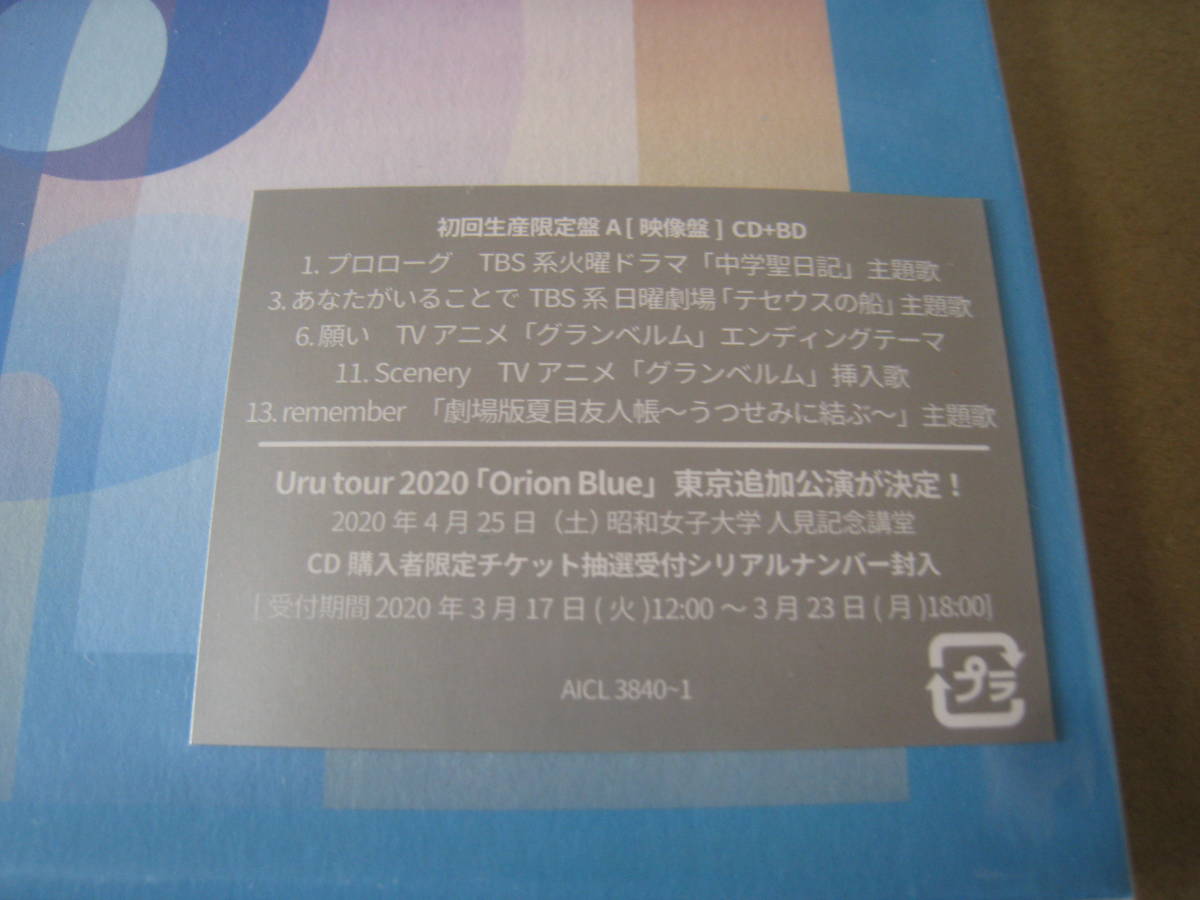 初回生産限定盤 A [ 映像盤 ] CD+BD
1. プロローグ　TBS 系火曜ドラマ「中学聖日記」主題歌
3. あなたがいることで TBS 系 日曜劇場「テセウスの船」主題歌
6. 願い　TV アニメ「グランベルム」エンディングテーマ
11. Scenery　TV アニメ「グランベルム」挿入歌
13. remember　「劇場版夏目友人帳～うつせみに結ぶ～」主題歌
Uru tour 2020「Orion Blue」 東京追加公演が決定！
2020 年 4 月 25 日（土）昭和女子大学 人見記念講堂
CD 購入者限定チケット抽選受付シリアルナンバー封入
[ 受付期間 2020 年 3 月 17 日 ( 火 )12:00 ～ 3 月 23 日 ( 月 )18:00]
プラ
AICL 3840~1